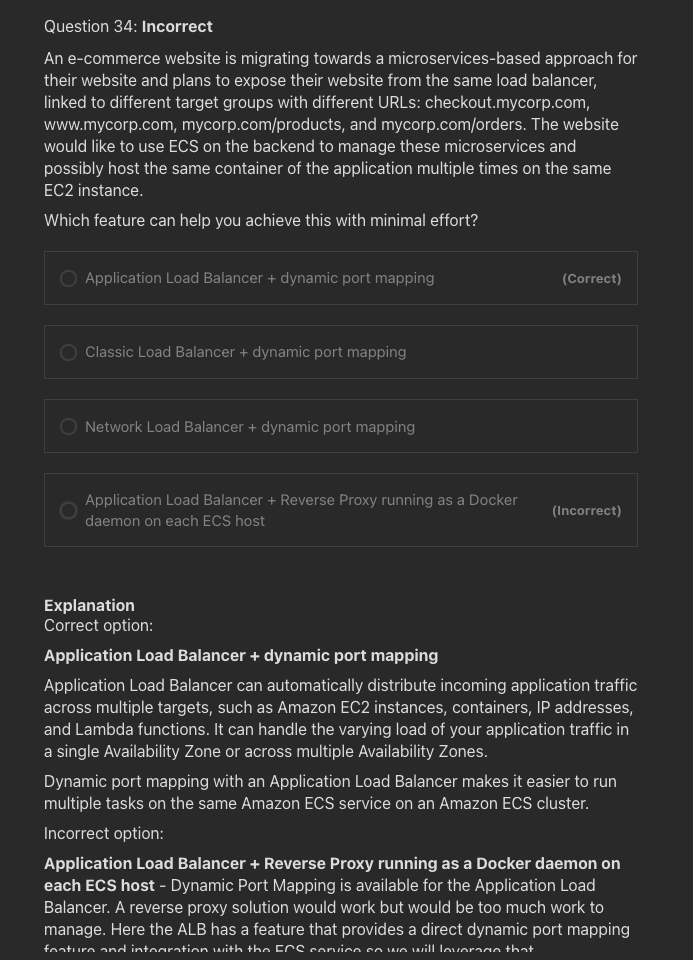 Question 34: Incorrect
An e-commerce website is migrating towards a microservices-based approach for
their website and plans to expose their website from the same load balancer,
linked to different target groups with different URLs: checkout.mycorp.com,
www.mycorp.com, mycorp.com/products, and mycorp.com/orders. The website
would like to use ECS on the backend to manage these microservices and
possibly host the same container of the application multiple times on the same
EC2 instance.
Which feature can help you achieve this with minimal effort?
Application Load Balancer + dynamic port mapping (Correct)
Classic Load Balancer + dynamic port mapping
Network Load Balancer + dynamic port mapping
Application Load Balancer + Reverse Proxy running as a Docker
daemon on each ECS host (Incorrect)
Explanation
Correct option:
Application Load Balancer + dynamic port mapping
Application Load Balancer can automatically distribute incoming application traffic
across multiple targets, such as Amazon EC2 instances, containers, IP addresses,
and Lambda functions. It can handle the varying load of your application traffic in
a single Availability Zone or across multiple Availability Zones.
Dynamic port mapping with an Application Load Balancer makes it easier to run
multiple tasks on the same Amazon ECS service on an Amazon ECS cluster.
Incorrect option:
Application Load Balancer + Reverse Proxy running as a Docker daemon on
each ECS host - Dynamic Port Mapping is available for the Application Load
Balancer. A reverse proxy solution would work but would be too much work to
manage. Here the ALB has a feature that provides a direct dynamic port mapping
feature and integration with the ECS service so we will leverage that.